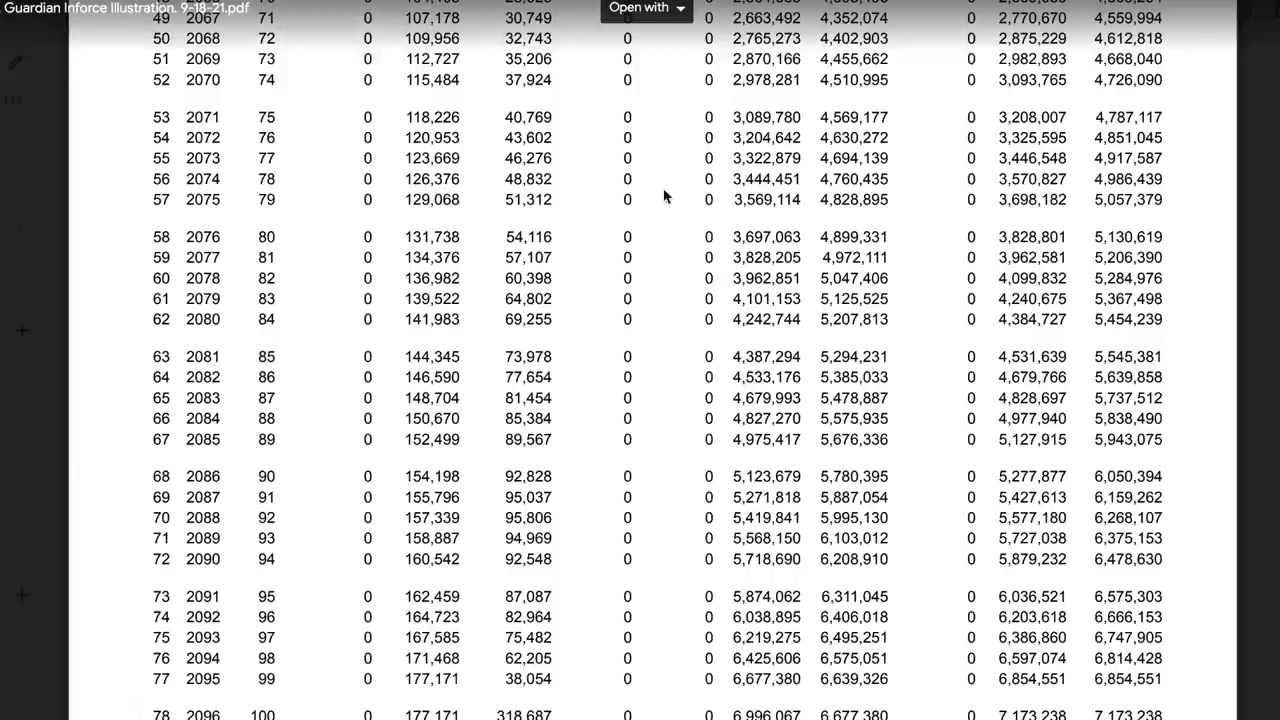 Guardian Inforce Illustration. 9-18-21.pdf
Open with
49 2067 71 107,178 30,749 0 0 2,663,492 4,352,074 0 2,770,670 4,559,994
50 2068 72 109,956 32,743 0 0 2,765,273 4,402,903 0 2,875,229 4,612,818
51 2069 73 0 112,727 35,206 0 0 2,870,166 4,455,662 0 2,982,893 4,668,040
52 2070 74 0 115,484 37,924 0 0 2,978,281 4,510,995 0 3,093,765 4,726,090
53 2071 75 0 118,226 40,769 0 0 3,089,780 4,569,177 0 3,208,007 4,787,117
54 2072 76 0 120,953 43,602 0 0 3,204,642 4,630,272 0 3,325,595 4,851,045
55 2073 77 0 123,669 46,276 0 0 3,322,879 4,694,139 0 3,446,548 4,917,587
56 2074 78 0 126,376 48,832 0 0 3,444,451 4,760,435 0 3,570,827 4,986,439
57 2075 79 0 129,068 51,312 0 0 3,569,114 4,828,895 0 3,698,182 5,057,379
58 2076 80 0 131,738 54,116 0 0 3,697,063 4,899,331 0 3,828,801 5,130,619
59 2077 81 0 134,376 57,107 0 0 3,828,205 4,972,111 0 3,962,581 5,206,390
60 2078 82 0 136,982 60,398 0 0 3,962,851 5,047,406 0 4,099,832 5,284,976
61 2079 83 0 139,522 64,802 0 0 4,101,153 5,125,525 0 4,240,675 5,367,498
62 2080 84 0 141,983 69,255 0 0 4,242,744 5,207,813 0 4,384,727 5,454,239
63 2081 85 0 144,345 73,978 0 0 4,387,294 5,294,231 0 4,531,639 5,545,381
64 2082 86 0 146,590 77,654 0 0 4,533,176 5,385,033 0 4,679,766 5,639,858
65 2083 87 0 148,704 81,454 0 0 4,679,993 5,478,887 0 4,828,697 5,737,512
66 2084 88 0 150,670 85,384 0 0 4,827,270 5,575,935 0 4,977,940 5,838,490
67 2085 89 0 152,499 89,567 0 0 4,975,417 5,676,336 0 5,127,915 5,943,075
68 2086 90 0 154,198 92,828 0 0 5,123,679 5,780,395 0 5,277,877 6,050,394
69 2087 91 0 155,796 95,037 0 0 5,271,818 5,887,054 0 5,427,613 6,159,262
70 2088 92 0 157,339 95,806 0 0 5,419,841 5,995,130 0 5,577,180 6,268,107
71 2089 93 0 158,887 94,969 0 0 5,568,150 6,103,012 0 5,727,038 6,375,153
72 2090 94 0 160,542 92,548 0 0 5,718,690 6,208,910 0 5,879,232 6,478,630
73 2091 95 0 162,459 87,087 0 0 5,874,062 6,311,045 0 6,036,521 6,575,303
74 2092 96 0 164,723 82,964 0 0 6,038,895 6,406,018 0 6,203,618 6,666,153
75 2093 97 0 167,585 75,482 0 0 6,219,275 6,495,251 0 6,386,860 6,747,905
76 2094 98 0 171,468 62,205 0 0 6,425,606 6,575,051 0 6,597,074 6,814,428
77 2095 99 0 177,171 38,054 0 0 6,677,380 6,639,326 0 6,854,551 6,854,551
78 2096 100 0 177,171 318,687 0 0 6,996,067 6,677,380 0 7,173,238 7,173,238